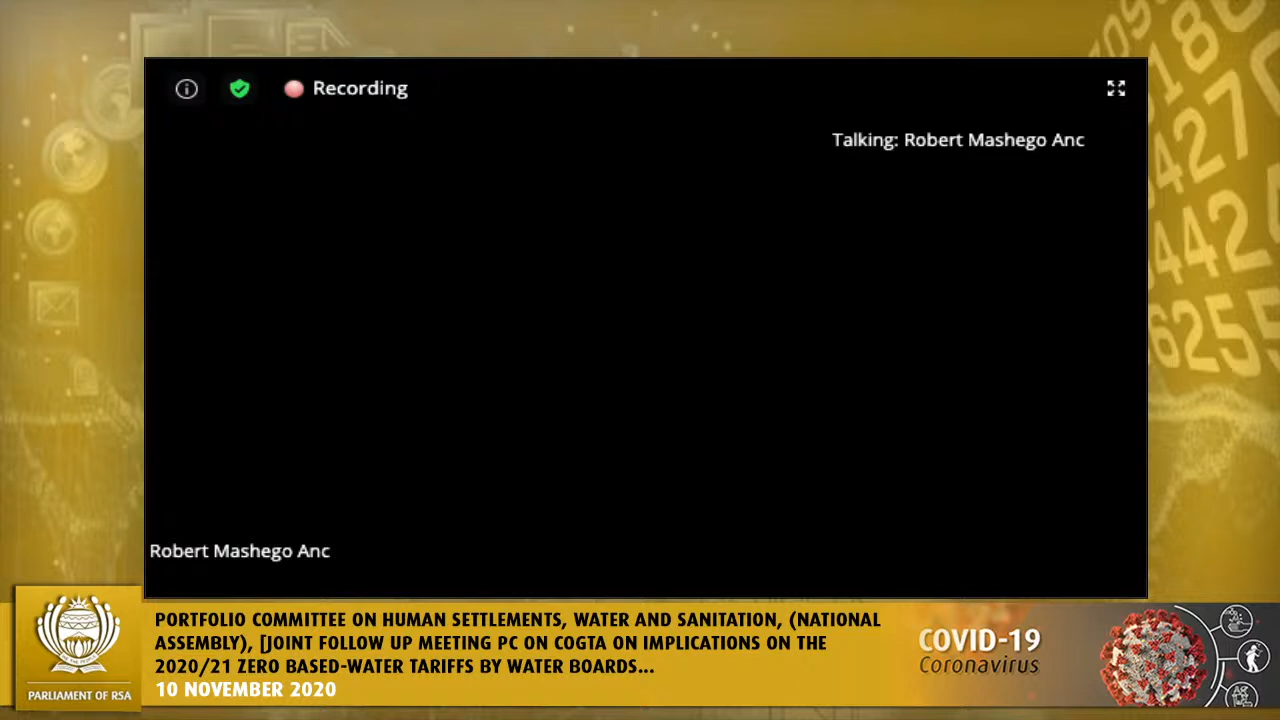 Recording
Talking: Robert Mashego Anc
Robert Mashego Anc
PORTFOLIO COMMITTEE ON HUMAN SETTLEMENTS, WATER AND SANITATION, (NATIONAL
ASSEMBLY), [JOINT FOLLOW UP MEETING PC ON COGTA ON IMPLICATIONS ON THE
2020/21 ZERO BASED-WATER TARIFFS BY WATER BOARDS...
10 NOVEMBER 2020
PARLIAMENT OF RSA
COVID-19
Coronavirus